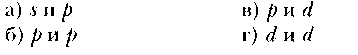 а) s и p в) p и d
б) p и p г) d и d